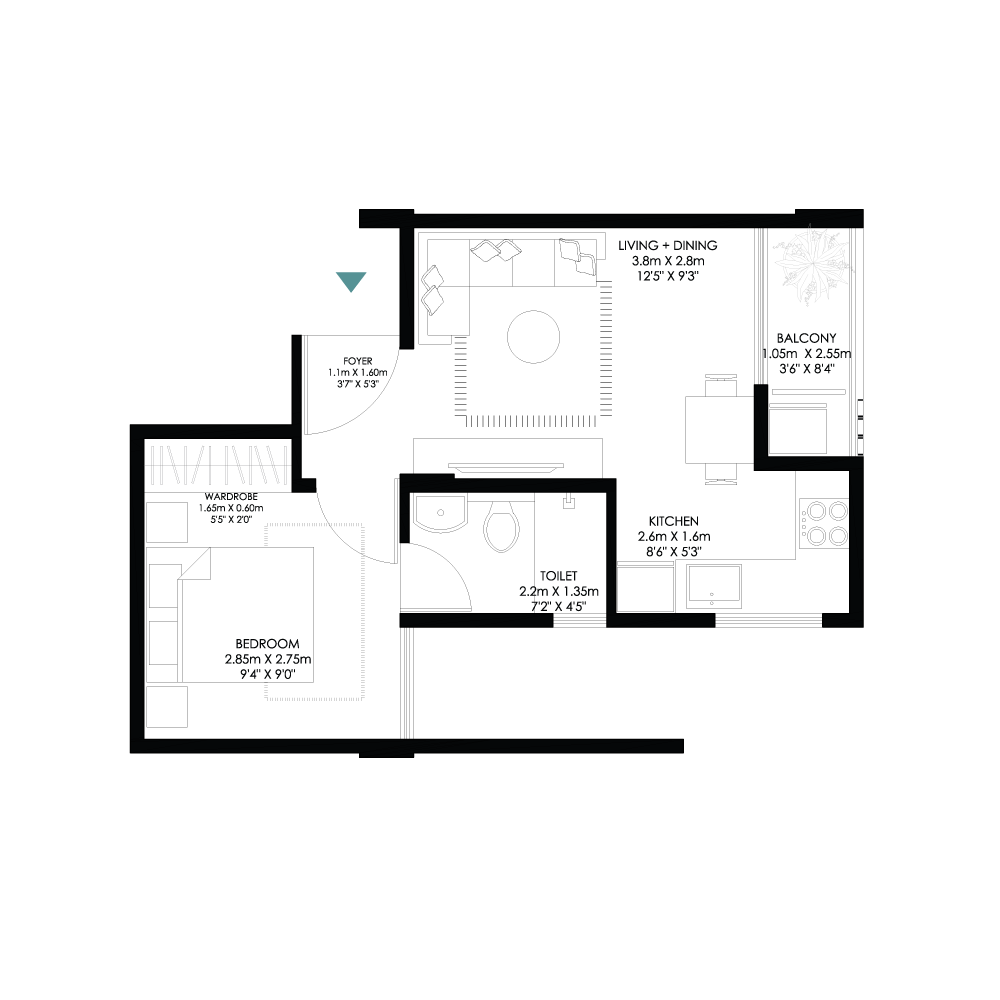 LIVING + DINING
3.8m X 2.8m
12'5" X 9'3"
BALCONY
1.05m X 2.55m
3'6" X 8'4"
FOYER
1.1m X 1.60m
3'7" X 5'3"
WARDROBE
1.65m X 0.60m
5'5" X 2'0"
KITCHEN
2.6m X 1.6m
8'6" X 5'3"
TOILET
2.2m X 1.35m
7'2" X 4'5"
BEDROOM
2.85m X 2.75m
9'4" X 9'0"